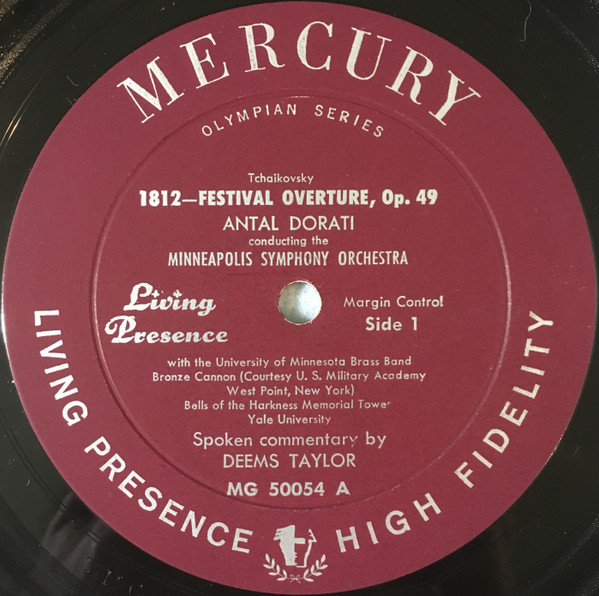 MERCURY
OLYMPIAN SERIES
Tchaikovsky
1812—FESTIVAL OVERTURE, Op. 49
ANTAL DORATI
conducting the
MINNEAPOLIS SYMPHONY ORCHESTRA
Living
Presence
Margin Control
Side 1
with the University of Minnesota Brass Band
Bronze Cannon (Courtesy U. S. Military Academy
West Point, New York)
Bells of the Harkness Memorial Tower
Yale University
Spoken commentary by
DEEMS TAYLOR
MG 50054 A
LIVING PRESENCE HIGH FIDELITY